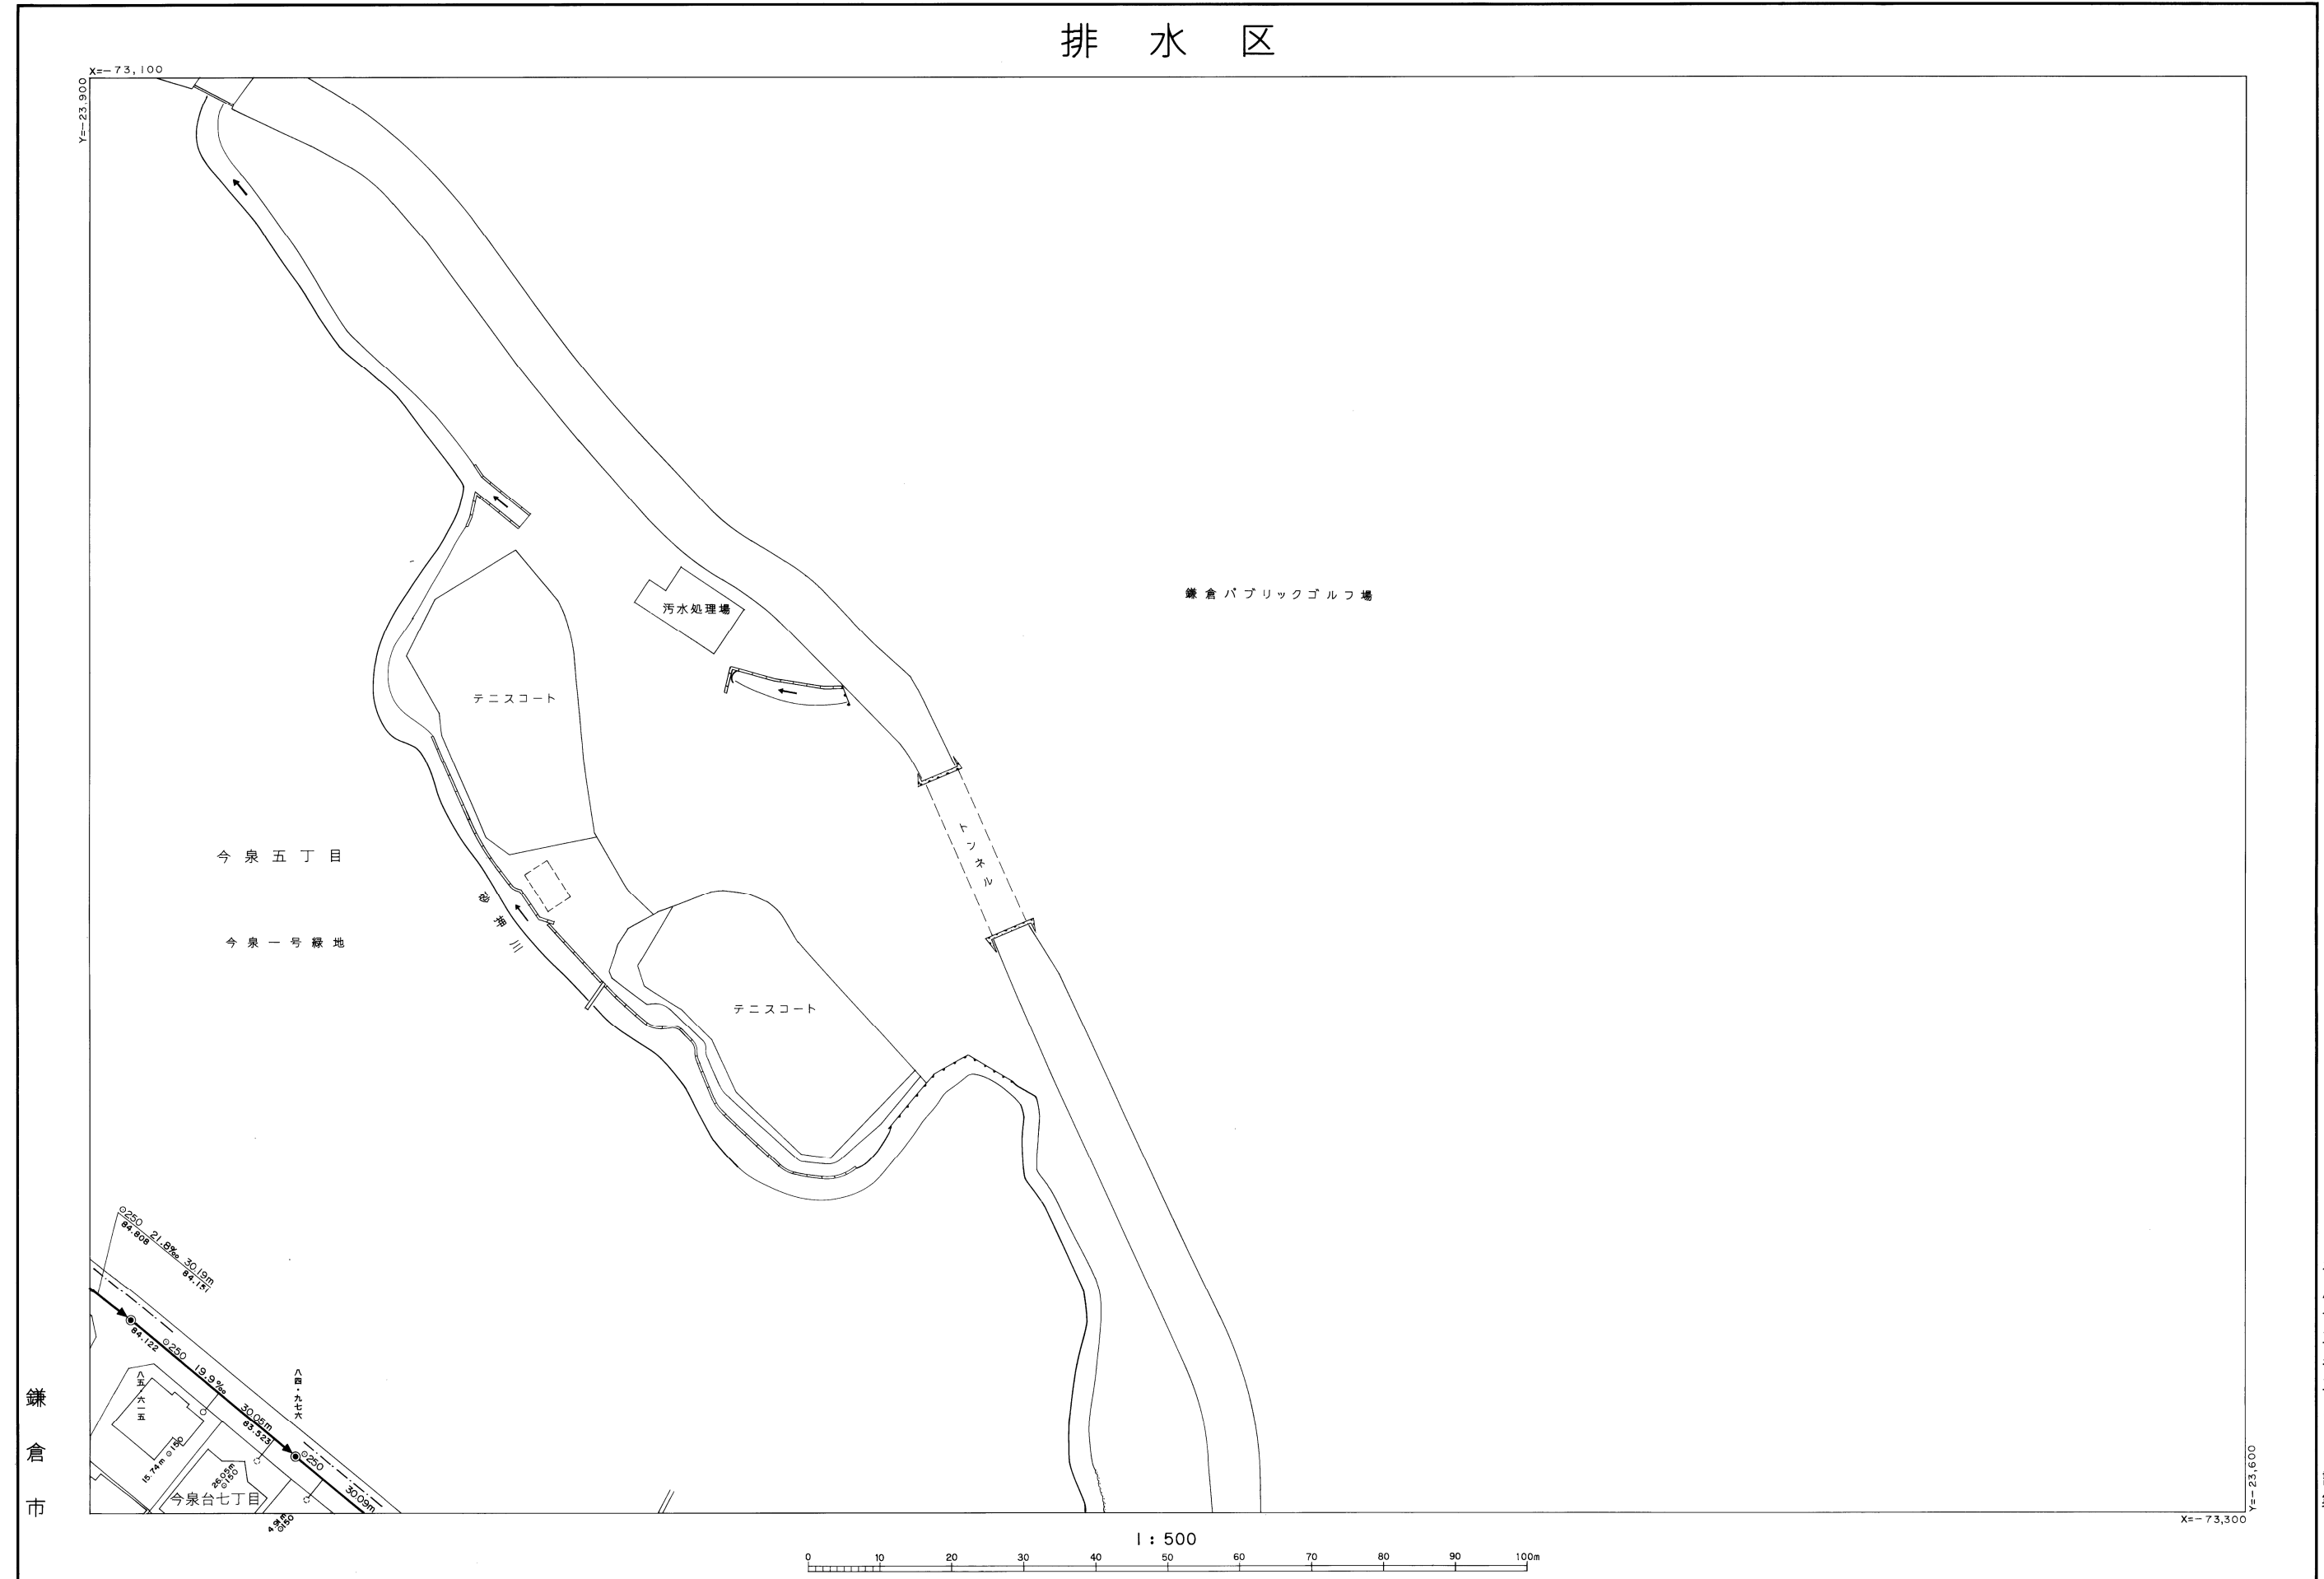 排水区
X=-73,100
Y=-23,900
鎌倉パブリックゴルフ場
汚水処理場
テニスコート
トンネル
今泉五丁目
砂押川
今泉一号緑地
テニスコート
○250 21.8‰ 30.19m
84.808 84.151
84.122
○250 19.9‰ 30.05m
83.523
八四・九七六
八五・六一五
○250
30.09m
15.74m ○150
26.05m
○150
今泉台七丁目
4.91m
○150
鎌倉市
Y=-23,600
X=-73,300
1:500
0 10 20 30 40 50 60 70 80 90 100m